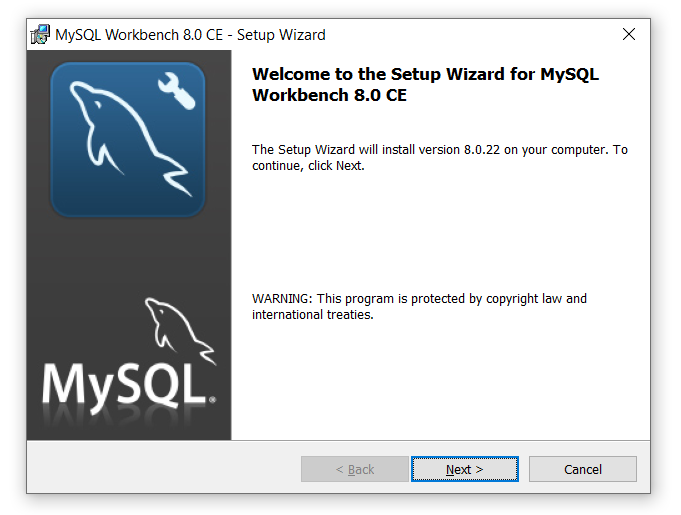 MySQL Workbench 8.0 CE - Setup Wizard
Welcome to the Setup Wizard for MySQL
Workbench 8.0 CE
The Setup Wizard will install version 8.0.22 on your computer. To
continue, click Next.
WARNING: This program is protected by copyright law and
international treaties.
MySQL®
< Back
Next >
Cancel